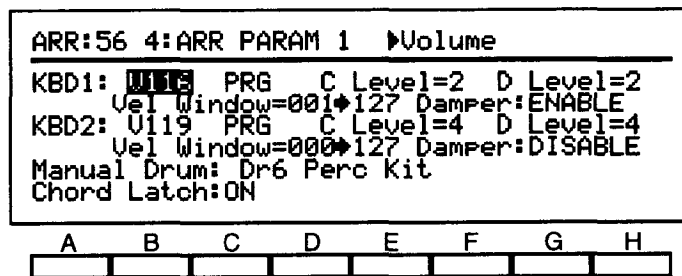 ARR:56 4:ARR PARAM 1 ▶Volume
KBD1: V116 PRG C Level=2 D Level=2
Vel Window=001➔127 Damper:ENABLE
KBD2: V119 PRG C Level=4 D Level=4
Vel Window=000➔127 Damper:DISABLE
Manual Drum: Dr6 Perc Kit
Chord Latch:ON
A B C D E F G H